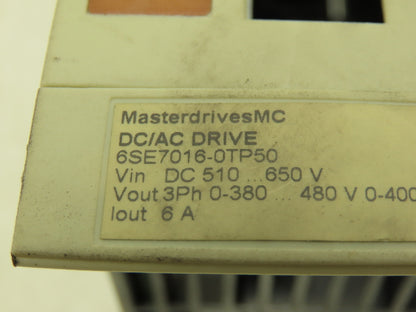 MasterdrivesMC
DC/AC DRIVE
6SE7016-0TP50
Vin DC 510 ...650 V
Vout 3Ph 0-380 ... 480 V 0-400
Iout 6 A